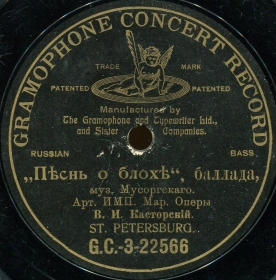 GRAMOPHONE CONCERT RECORD
TRADE MARK
PATENTED PATENTED
Manufactured by
The Gramophone and Typewriter Ltd.,
and Sister Companies.
RUSSIAN BASS.
„Пѣснь о блохѣ“, баллада,
муз. Мусоргскаго.
Арт. ИМП. Мар. Оперы
В. И. Касторскій.
ST. PETERSBURG.
G.C.-3-22566